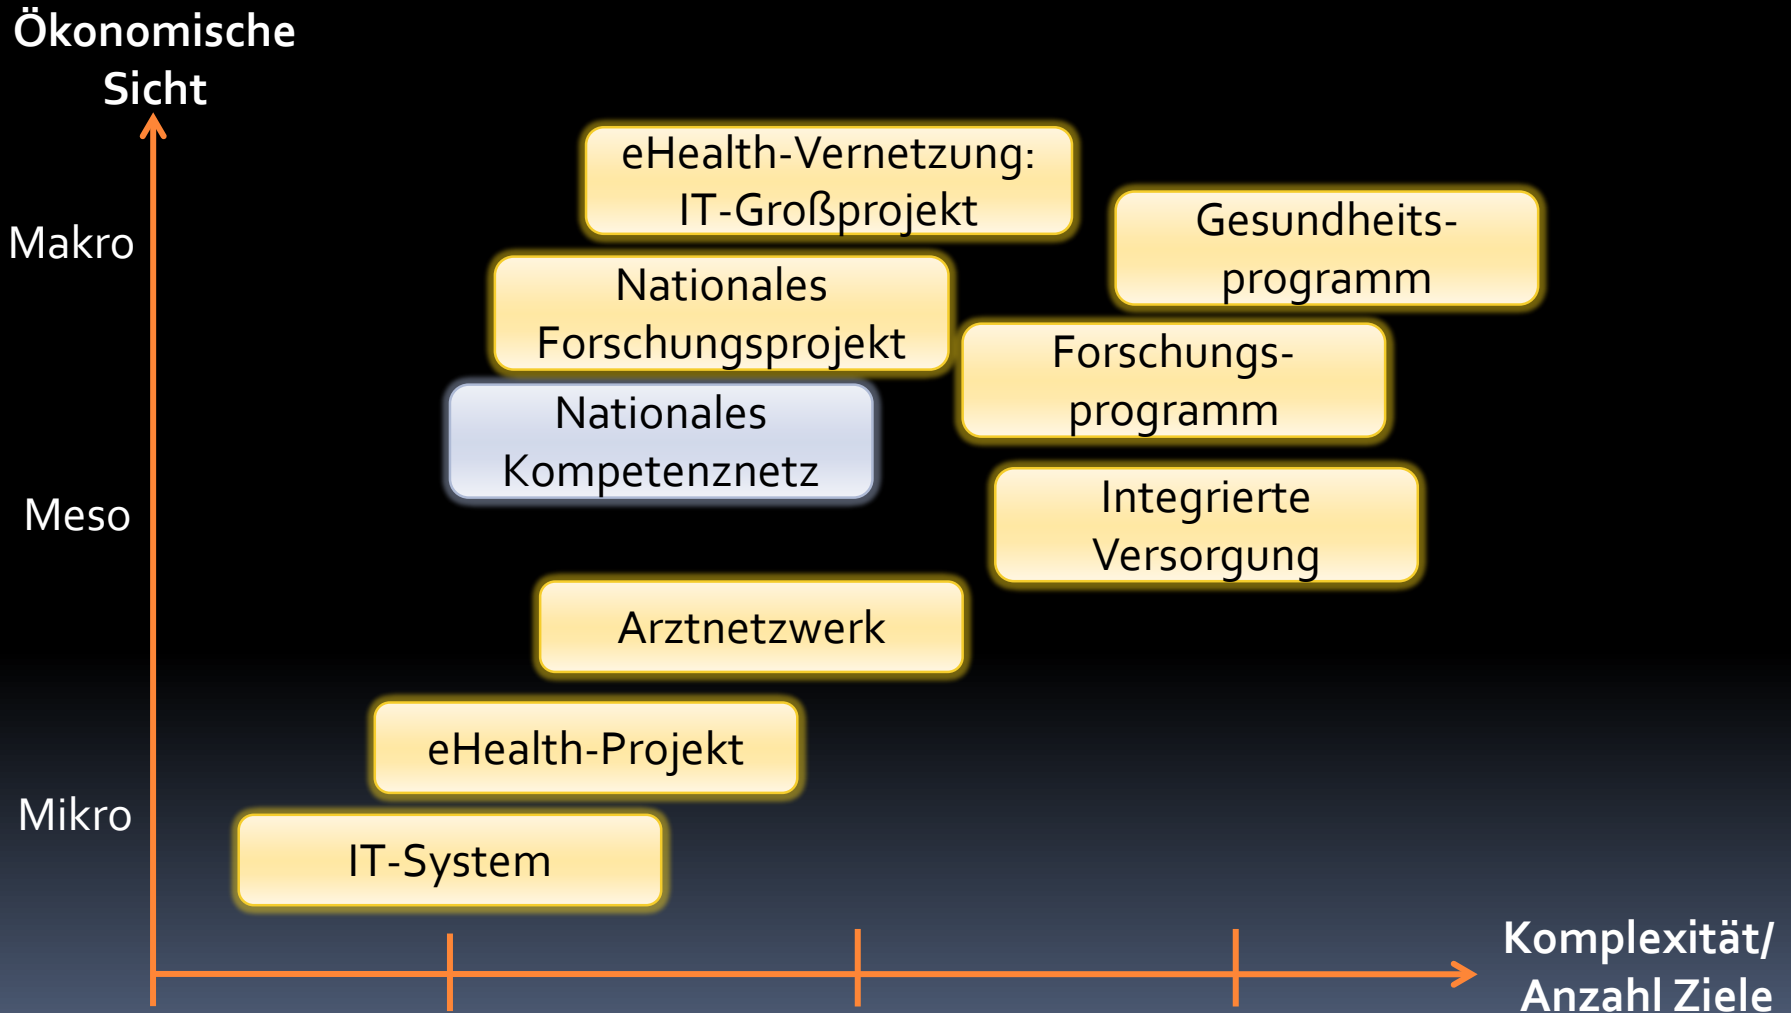 Ökonomische
Sicht
eHealth-Vernetzung:
IT-Großprojekt
Gesundheits-
programm
Makro
Nationales
Forschungsprojekt
Forschungs-
programm
Nationales
Kompetenznetz
Integrierte
Versorgung
Meso
Arztnetzwerk
eHealth-Projekt
Mikro
IT-System
Komplexität/
Anzahl Ziele